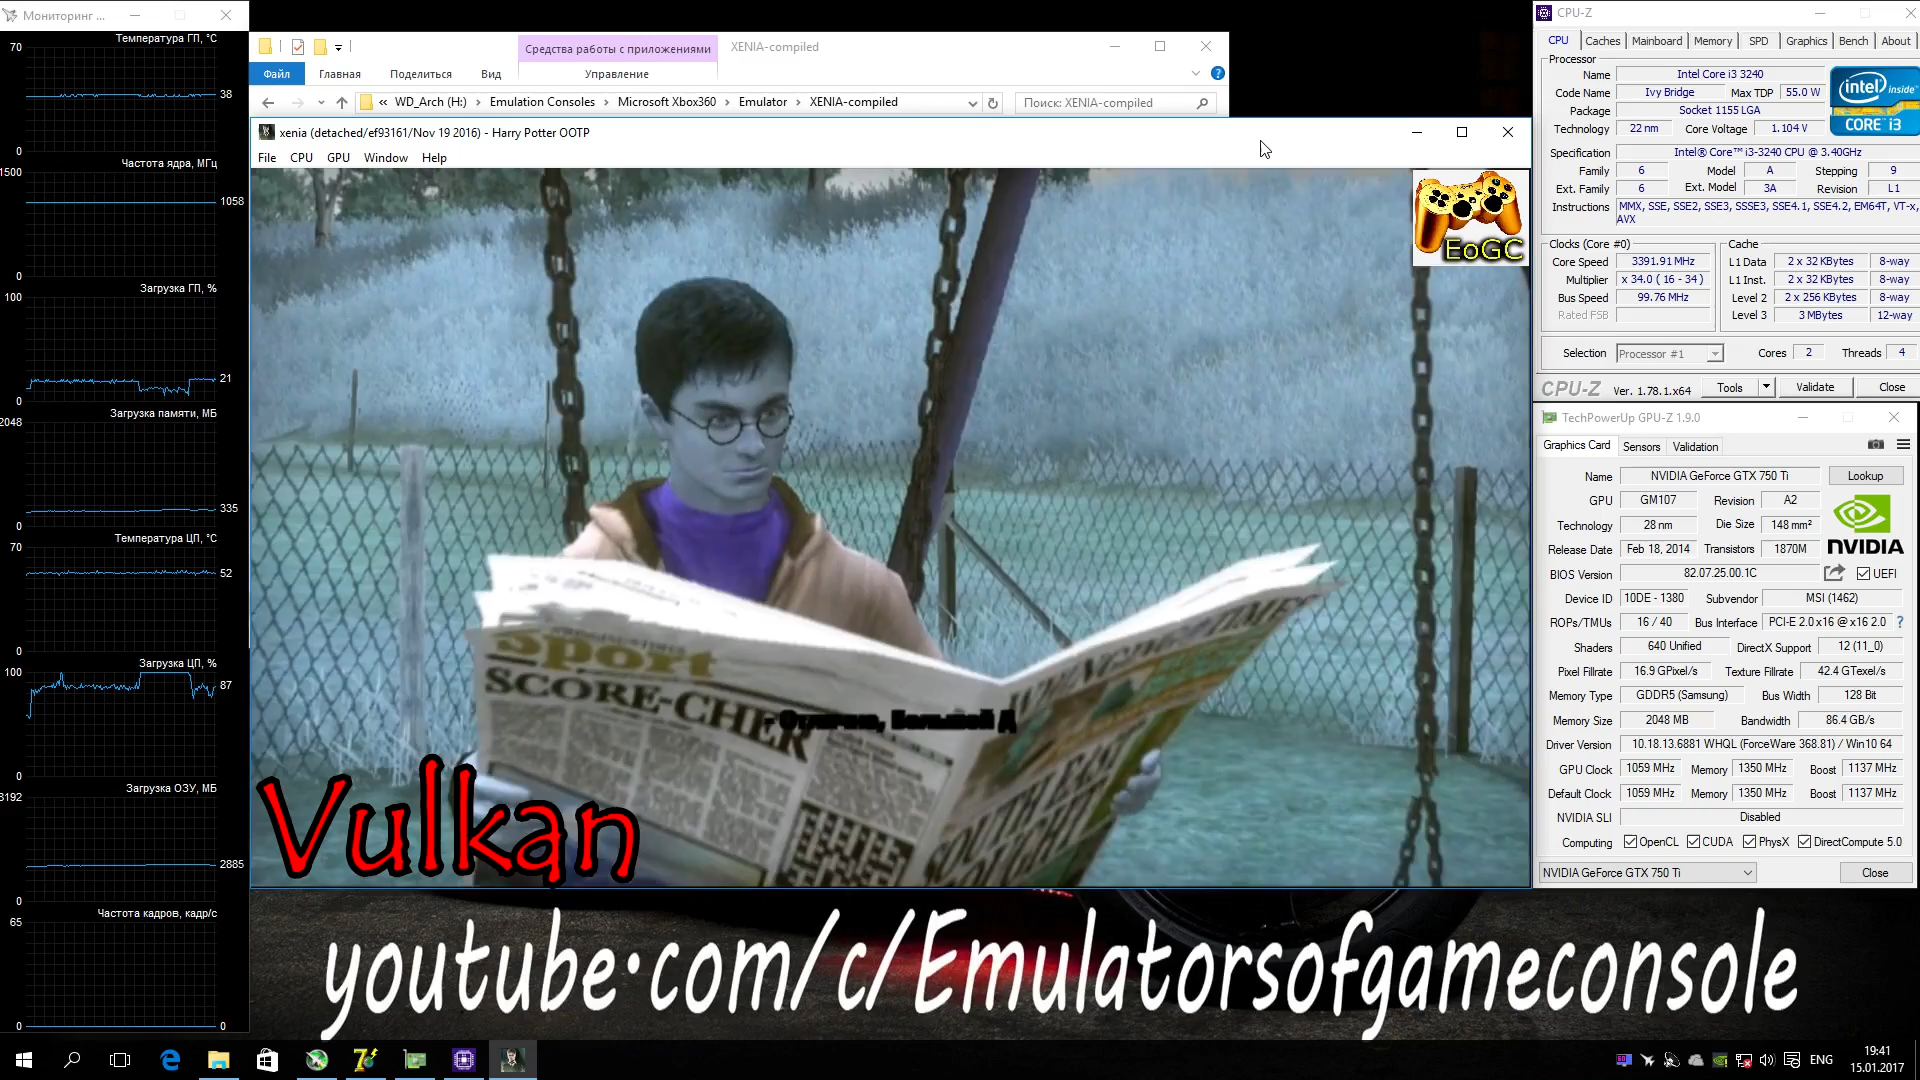 Мониторинг ...
Температура ГП, °C
70
38
0
Частота ядра, МГц
1500
1058
0
Загрузка ГП, %
100
21
0
Загрузка памяти, МБ
2048
335
0
Температура ЦП, °C
70
52
0
Загрузка ЦП, %
100
87
0
Загрузка ОЗУ, МБ
8192
2885
0
Частота кадров, кадр/с
65
0
0
Средства работы с приложениями
XENIA-compiled
Файл
Главная
Поделиться
Вид
Управление
« WD_Arch (H:) Emulation Consoles Microsoft Xbox360 Emulator XENIA-compiled
Поиск: XENIA-compiled
xenia (detached/ef93161/Nov 19 2016) - Harry Potter OOTP
File CPU GPU Window Help
EoGC
Sport
SCORE-CHER
Большой Д
Vulkan
youtube.com/c/Emulatorsofgameconsole
CPU-Z
CPU Caches Mainboard Memory SPD Graphics Bench About
Processor
Name Intel Core i3 3240
Code Name Ivy Bridge Max TDP 55.0 W
Package Socket 1155 LGA
Technology 22 nm Core Voltage 1.104 V
intel inside
CORE i3
Specification Intel® Core™ i3-3240 CPU @ 3.40GHz
Family 6 Model A Stepping 9
Ext. Family 6 Ext. Model 3A Revision L1
Instructions MMX, SSE, SSE2, SSE3, SSSE3, SSE4.1, SSE4.2, EM64T, VT-x,
AVX
Clocks (Core #0)
Core Speed 3391.91 MHz
Multiplier x 34.0 ( 16 - 34 )
Bus Speed 99.76 MHz
Rated FSB
Cache
L1 Data 2 x 32 KBytes 8-way
L1 Inst. 2 x 32 KBytes 8-way
Level 2 2 x 256 KBytes 8-way
Level 3 3 MBytes 12-way
Selection Processor #1 Cores 2 Threads 4
CPU-Z Ver. 1.78.1.x64 Tools Validate Close
TechPowerUp GPU-Z 1.9.0
Graphics Card Sensors Validation
Name NVIDIA GeForce GTX 750 Ti Lookup
GPU GM107 Revision A2
Technology 28 nm Die Size 148 mm²
Release Date Feb 18, 2014 Transistors 1870M
NVIDIA
BIOS Version 82.07.25.00.1C UEFI
Device ID 10DE - 1380 Subvendor MSI (1462)
ROPs/TMUs 16 / 40 Bus Interface PCI-E 2.0 x16 @ x16 2.0 ?
Shaders 640 Unified DirectX Support 12 (11_0)
Pixel Fillrate 16.9 GPixel/s Texture Fillrate 42.4 GTexel/s
Memory Type GDDR5 (Samsung) Bus Width 128 Bit
Memory Size 2048 MB Bandwidth 86.4 GB/s
Driver Version 10.18.13.6881 WHQL (ForceWare 368.81) / Win10 64
GPU Clock 1059 MHz Memory 1350 MHz Boost 1137 MHz
Default Clock 1059 MHz Memory 1350 MHz Boost 1137 MHz
NVIDIA SLI Disabled
Computing OpenCL CUDA PhysX DirectCompute 5.0
NVIDIA GeForce GTX 750 Ti Close
ENG
19:41
15.01.2017